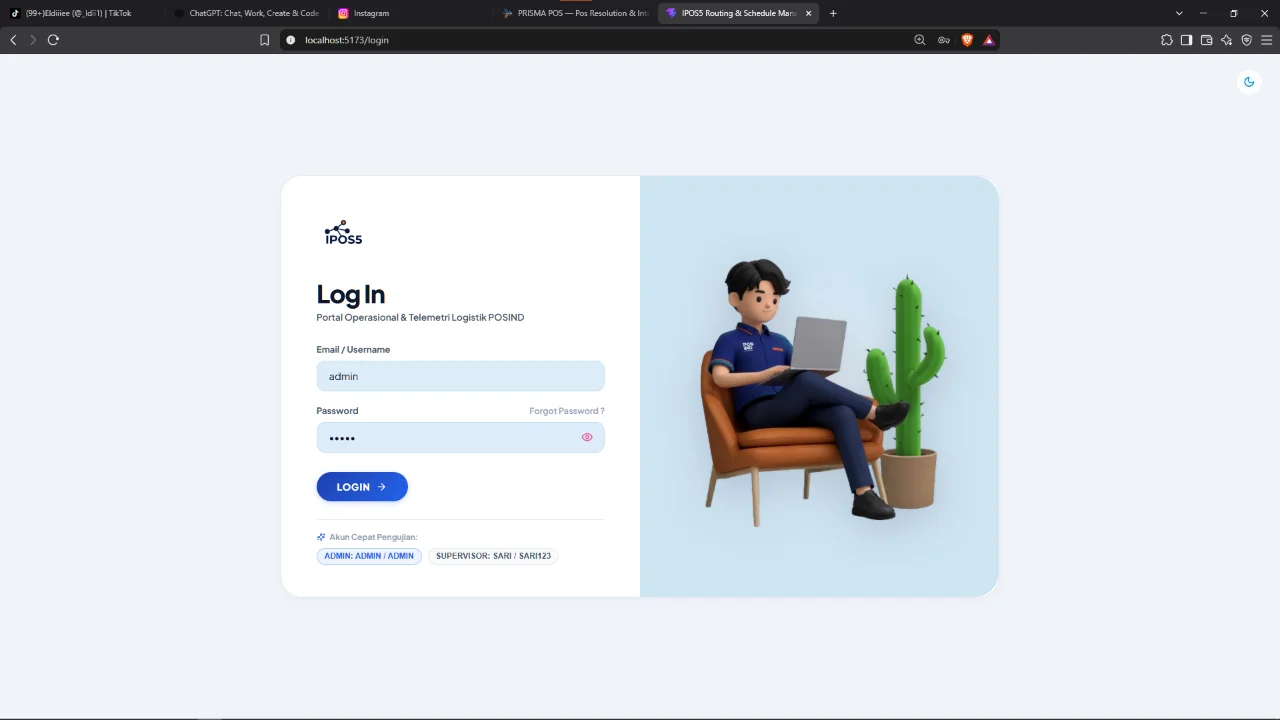 (99+)Eldiiiee (@_ldii1) | TikTok
ChatGPT: Chat, Work, Create & Code
Instagram
PRISMA POS — Pos Resolution & Int
IPOS5 Routing & Schedule Man
localhost:5173/login
IPOS5
Log In
Portal Operasional & Telemetri Logistik POSIND
Email / Username
admin
Password
Forgot Password ?
•••••
LOGIN →
Akun Cepat Pengujian:
ADMIN: ADMIN / ADMIN
SUPERVISOR: SARI / SARI123